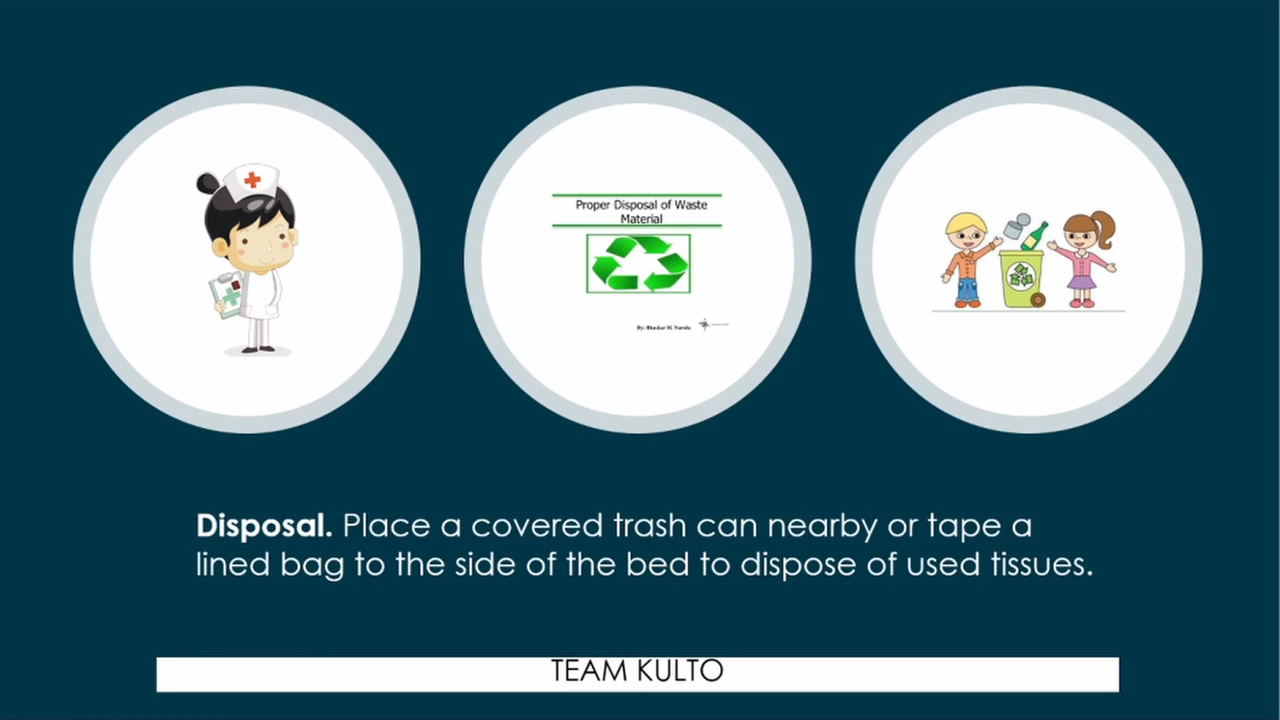 Proper Disposal of Waste
Material
Disposal. Place a covered trash can nearby or tape a
lined bag to the side of the bed to dispose of used tissues.
TEAM KULTO